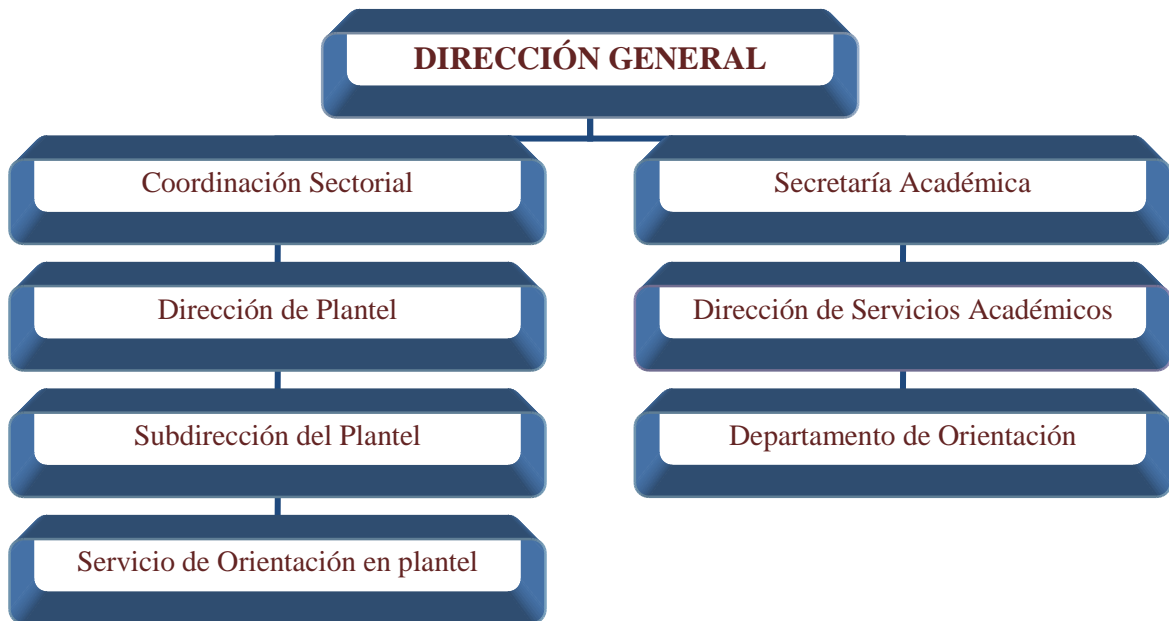 DIRECCIÓN GENERAL
Coordinación Sectorial
Secretaría Académica
Dirección de Plantel
Dirección de Servicios Académicos
Subdirección del Plantel
Departamento de Orientación
Servicio de Orientación en plantel